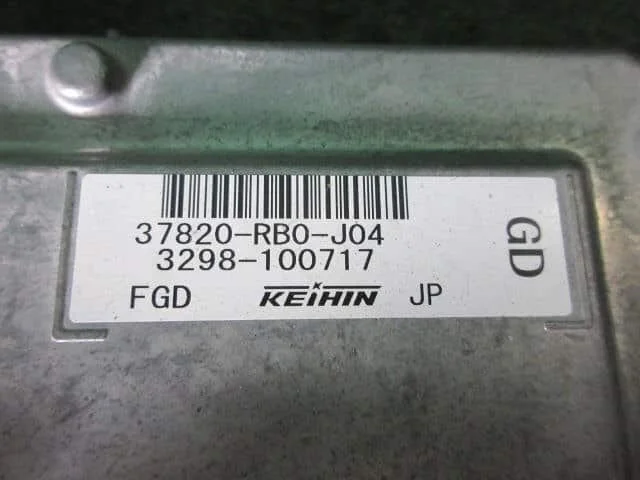 37820-RB0-J04
3298-100717
FGD KEIHIN JP
GD